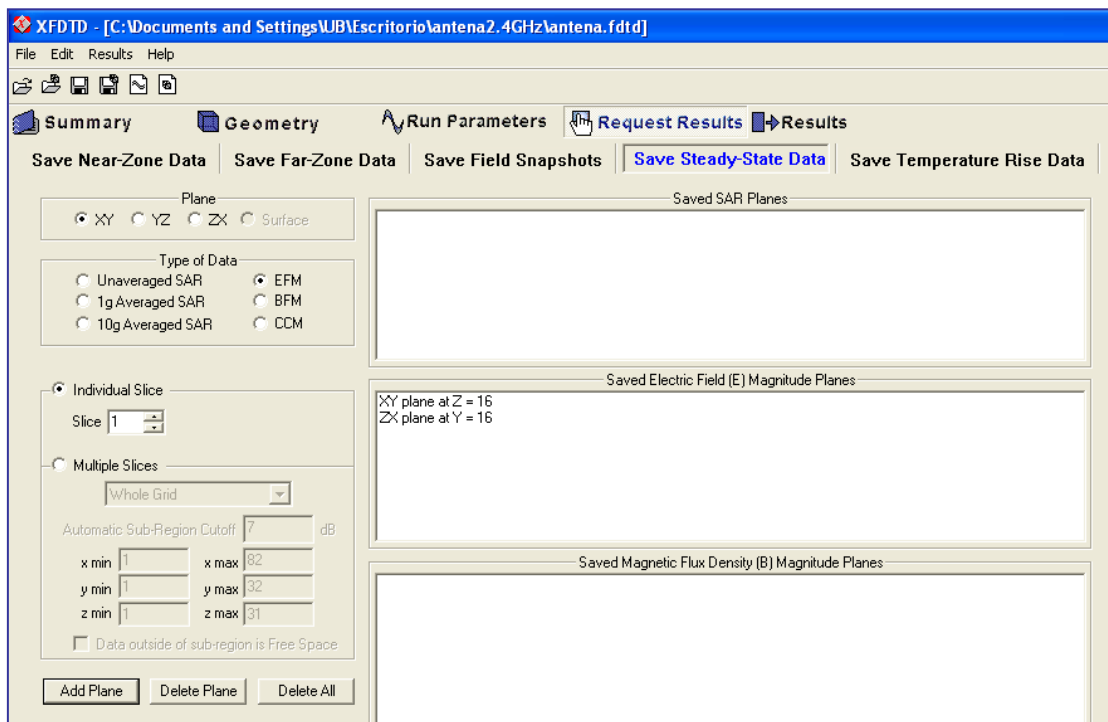 XFDTD - [C:\Documents and Settings\UB\Escritorio\antena2.4GHz\antena.fdtd]
File Edit Results Help
Summary Geometry Run Parameters Request Results Results
Save Near-Zone Data Save Far-Zone Data Save Field Snapshots Save Steady-State Data Save Temperature Rise Data
Plane
XY YZ ZX Surface
Type of Data
Unaveraged SAR EFM
1g Averaged SAR BFM
10g Averaged SAR CCM
Individual Slice
Slice 1
Multiple Slices
Whole Grid
Automatic Sub-Region Cutoff 7 dB
x min 1 x max 82
y min 1 y max 32
z min 1 z max 31
Data outside of sub-region is Free Space
Add Plane Delete Plane Delete All
Saved SAR Planes
Saved Electric Field (E) Magnitude Planes
XY plane at Z = 16
ZX plane at Y = 16
Saved Magnetic Flux Density (B) Magnitude Planes